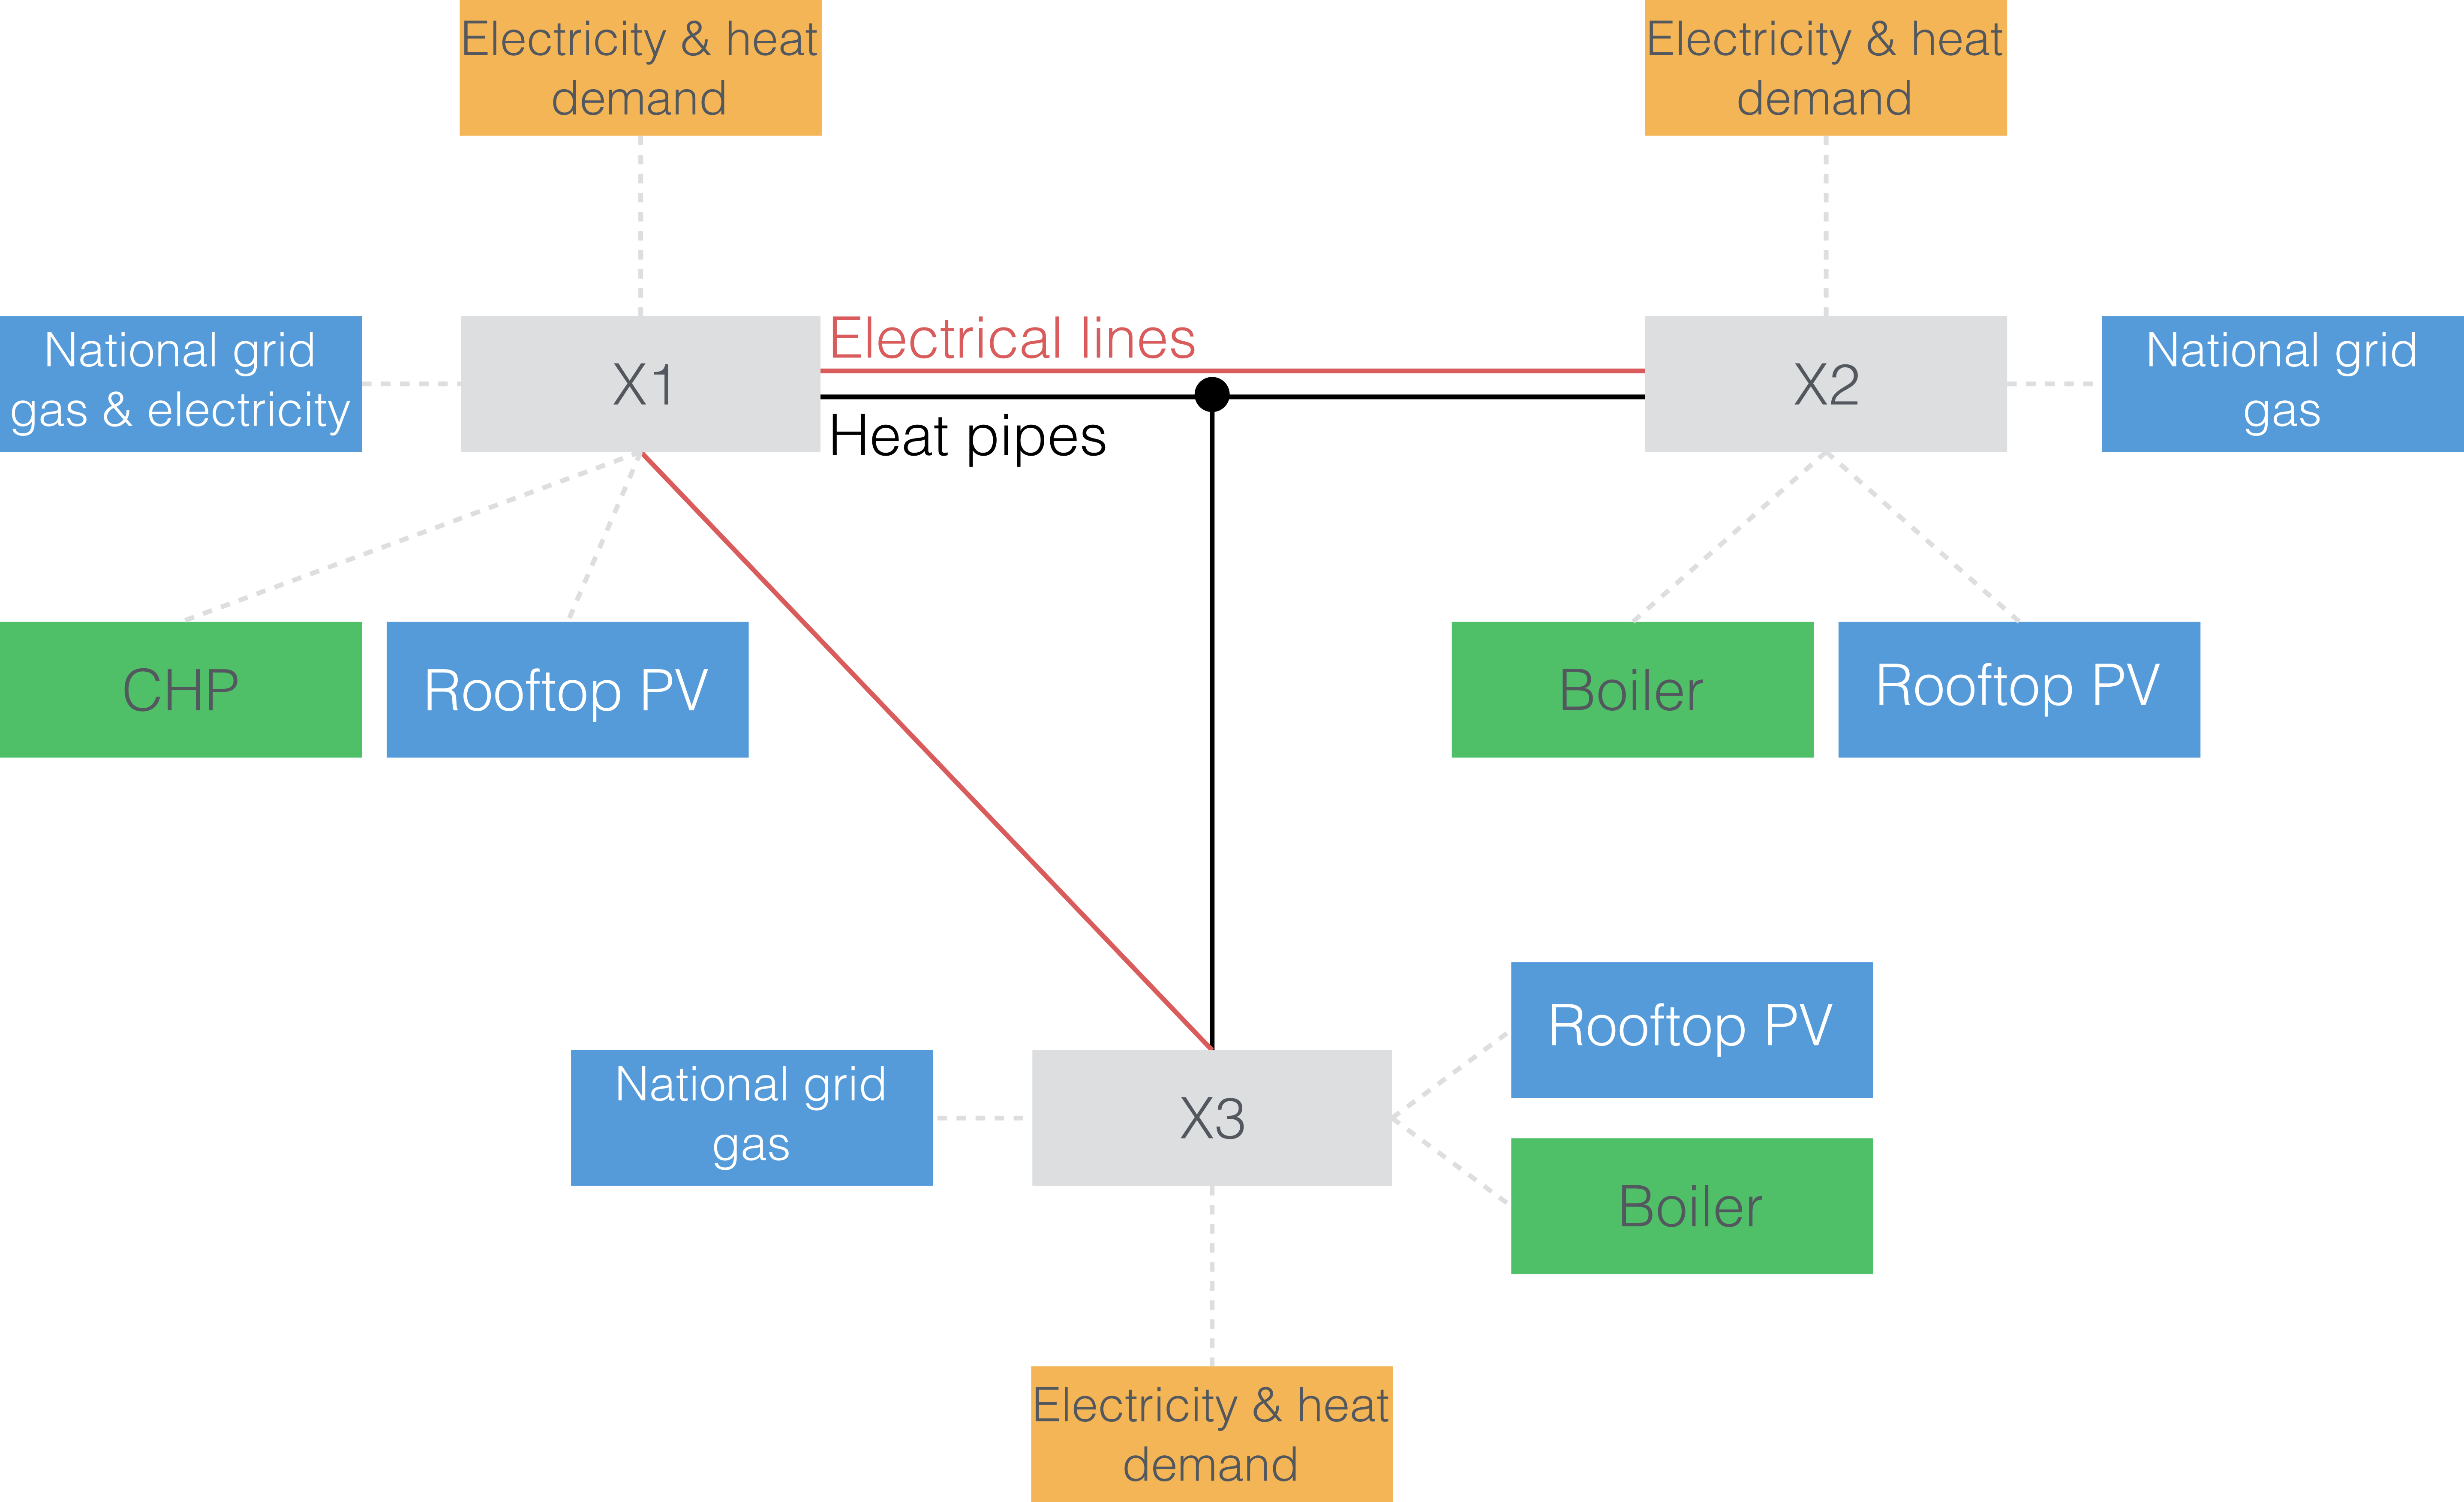 Electricity & heat
demand
Electricity & heat
demand
National grid
gas & electricity
X1
Electrical lines
Heat pipes
X2
National grid
gas
CHP
Rooftop PV
Boiler
Rooftop PV
Rooftop PV
National grid
gas
X3
Boiler
Electricity & heat
demand